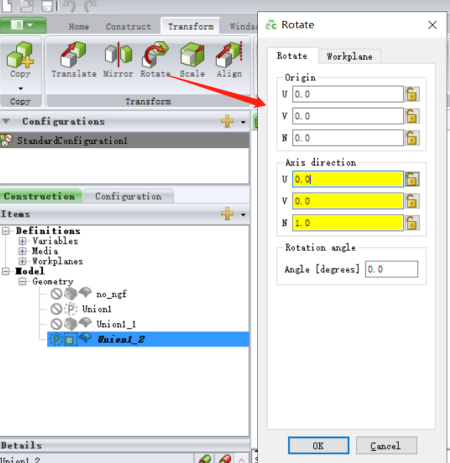 Home Construct Transform Winds
Copy
Translate Mirror Rotate Scale Align
Copy
Transform
Configurations
StandardConfiguration1
Construction Configuration
Items
Definitions
Variables
Media
Workplanes
Model
Geometry
no_ngf
Union1
Union1_1
Union1_2
Details
Union1_2
Rotate
Rotate Workplane
Origin
U 0.0
V 0.0
N 0.0
Axis direction
U 0.0
V 0.0
N 1.0
Rotation angle
Angle [degrees] 0.0
OK Cancel